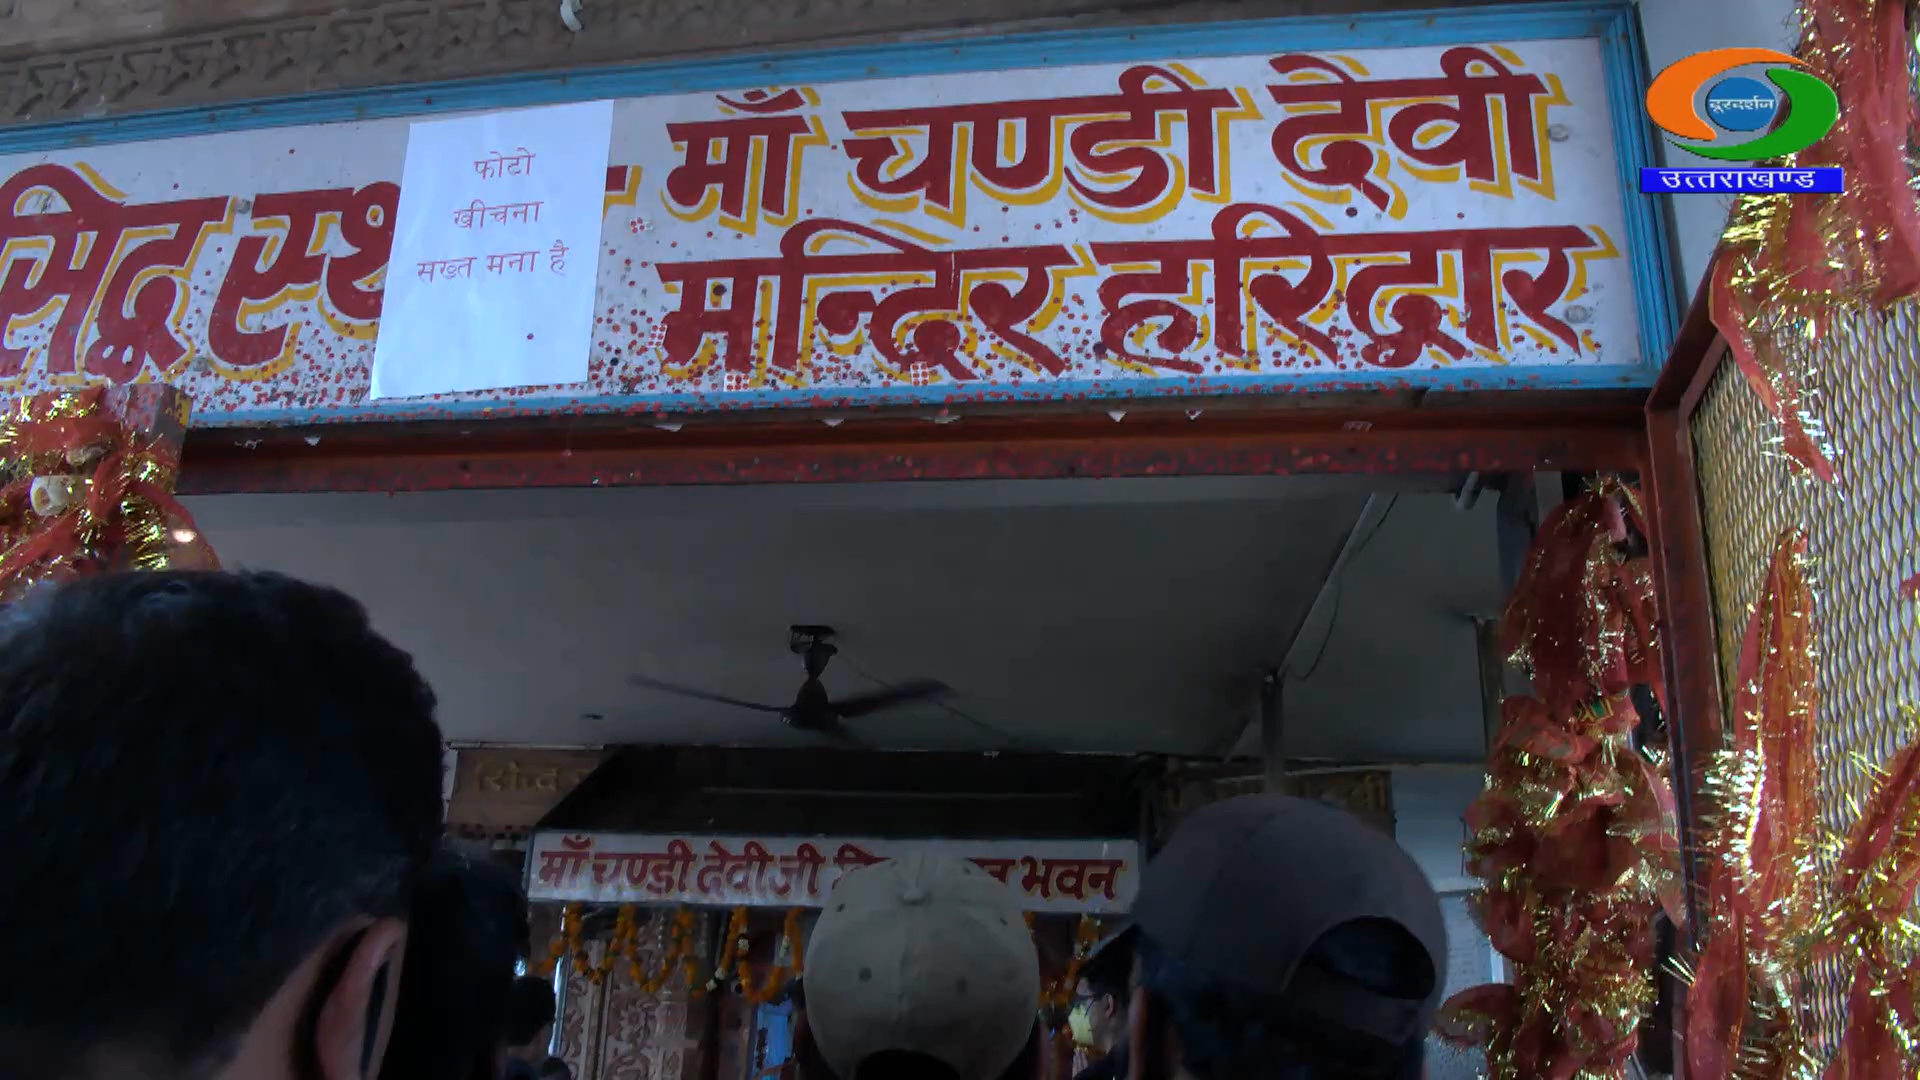 सिद्ध स्थ
फोटो
खीचना
सख्त मना है
माँ चण्डी देवी
मन्दिर हरिद्वार
दूरदर्शन
उत्तराखण्ड
माँ चण्डी देवी जी
भवन